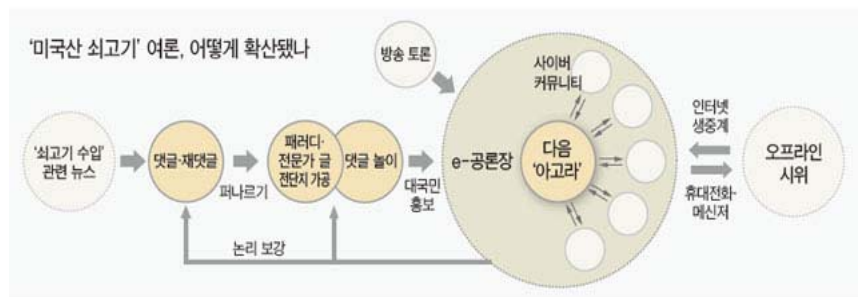 '미국산 쇠고기' 여론, 어떻게 확산됐나
방송 토론
사이버
커뮤니티
'쇠고기 수입'
관련 뉴스
댓글·재댓글
퍼나르기
패러디·
전문가 글
전단지 가공
댓글 놀이
대국민
홍보
e-공론장
다음
'아고라'
인터넷
생중계
휴대전화·
메신저
오프라인
시위
논리 보강